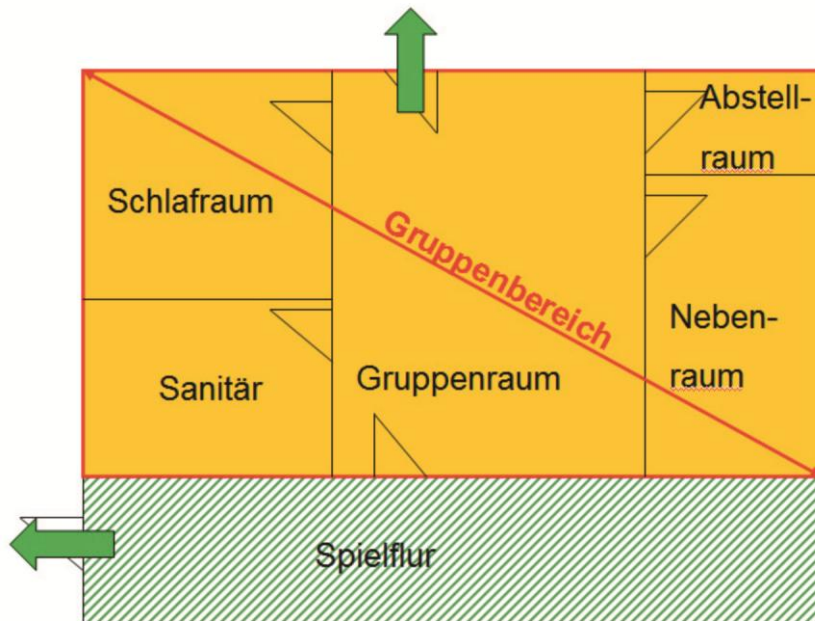 Abstell-
raum
Schlafraum
Gruppenbereich
Neben-
raum
Sanitär
Gruppenraum
Spielflur